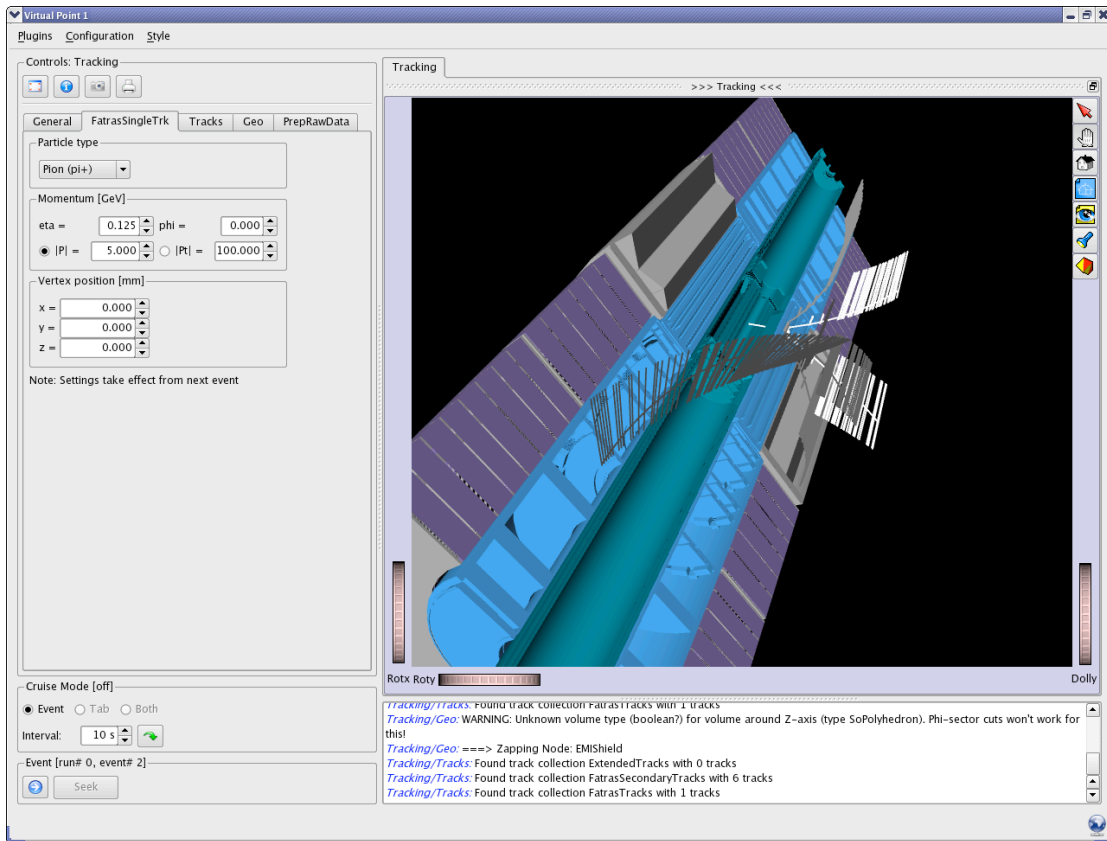 Virtual Point 1
Plugins Configuration Style
Controls: Tracking
General FatrasSingleTrk Tracks Geo PrepRawData
Particle type
Pion (pi+)
Momentum [GeV]
eta = 0.125 phi = 0.000
|P| = 5.000 |Pt| = 100.000
Vertex position [mm]
x = 0.000
y = 0.000
z = 0.000
Note: Settings take effect from next event
Cruise Mode [off]
Event Tab Both
Interval: 10 s
Event [run# 0, event# 2]
Seek
Tracking
>>> Tracking <<<
Rotx Roty Dolly
Tracking/Tracks: Found track collection FatrasTracks with 1 tracks
Tracking/Geo: WARNING: Unknown volume type (boolean?) for volume around Z-axis (type SoPolyhedron). Phi-sector cuts won't work for
this!
Tracking/Geo: ===> Zapping Node: EMIShield
Tracking/Tracks: Found track collection ExtendedTracks with 0 tracks
Tracking/Tracks: Found track collection FatrasSecondaryTracks with 6 tracks
Tracking/Tracks: Found track collection FatrasTracks with 1 tracks